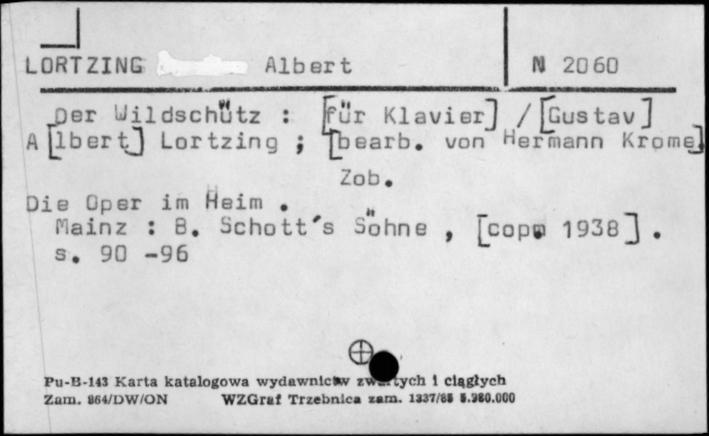 LORTZING Albert N 2060
Der Wildschütz : [für Klavier] / [Gustav]
A[lbert] Lortzing ; [bearb. von Hermann Krome]
Zob.
Die Oper im Heim .
Mainz : B. Schott's Söhne , [cop. 1938] .
s. 90 -96
Pu-B-143 Karta katalogowa wydawnictw zwartych i ciągłych
Zam. 864/DW/ON WZGraf Trzebnica zam. 1337/85 5.980.000